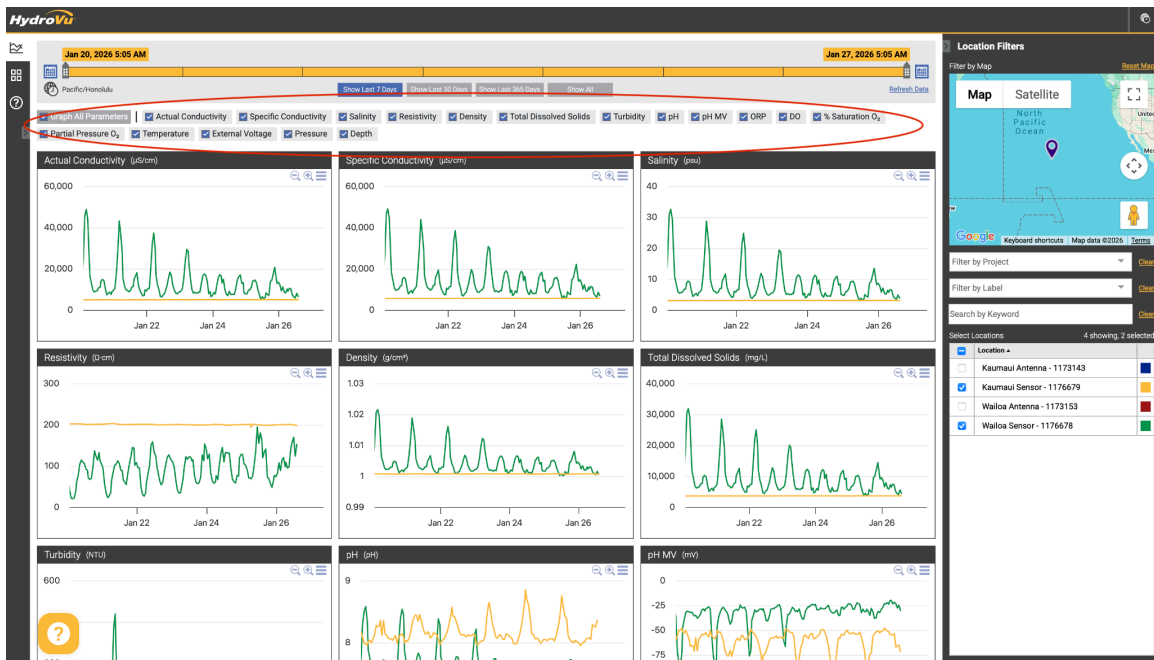 HydroVu
Jan 20, 2026 5:05 AM
Jan 27, 2026 5:05 AM
Pacific/Honolulu
Show Last 7 Days
Show Last 30 Days
Show Last 365 Days
Show All
Refresh Data
Graph All Parameters
Actual Conductivity
Specific Conductivity
Salinity
Resistivity
Density
Total Dissolved Solids
Turbidity
pH
pH MV
ORP
DO
% Saturation O₂
Partial Pressure O₂
Temperature
External Voltage
Pressure
Depth
Actual Conductivity (µS/cm)
60,000
40,000
20,000
0
Jan 22
Jan 24
Jan 26
Specific Conductivity (µS/cm)
60,000
40,000
20,000
0
Jan 22
Jan 24
Jan 26
Salinity (psu)
40
30
20
10
0
Jan 22
Jan 24
Jan 26
Resistivity (Ω-cm)
300
200
100
0
Jan 22
Jan 24
Jan 26
Density (g/cm³)
1.03
1.02
1.01
1
0.99
Jan 22
Jan 24
Jan 26
Total Dissolved Solids (mg/L)
40,000
30,000
20,000
10,000
0
Jan 22
Jan 24
Jan 26
Turbidity (NTU)
600
?
pH (pH)
9
8
pH MV (mV)
0
-25
-50
-75
Location Filters
Filter by Map
Reset Map
Map
Satellite
North
Pacific
Ocean
Google
Keyboard shortcuts
Map data ©2026
Terms
Filter by Project
Clear
Filter by Label
Clear
Search by Keyword
Clear
Select Locations
4 showing, 2 selected
Location
Kaumaui Antenna - 1173143
Kaumaui Sensor - 1176679
Wailoa Antenna - 1173153
Wailoa Sensor - 1176678